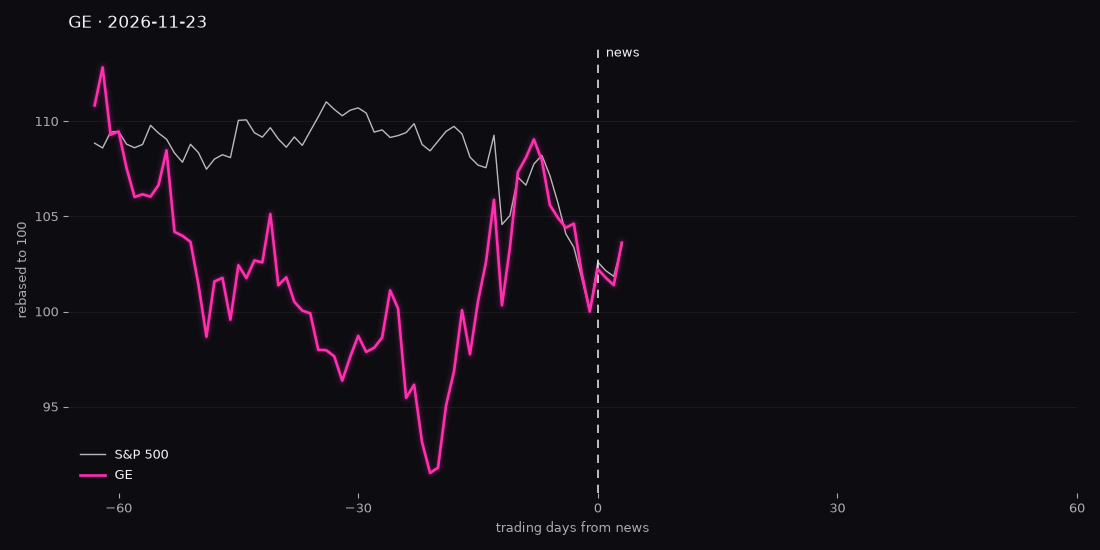 GE · 2026-11-23
news
110
105
100
95
rebased to 100
S&P 500
GE
−60
−30
0
30
60
trading days from news